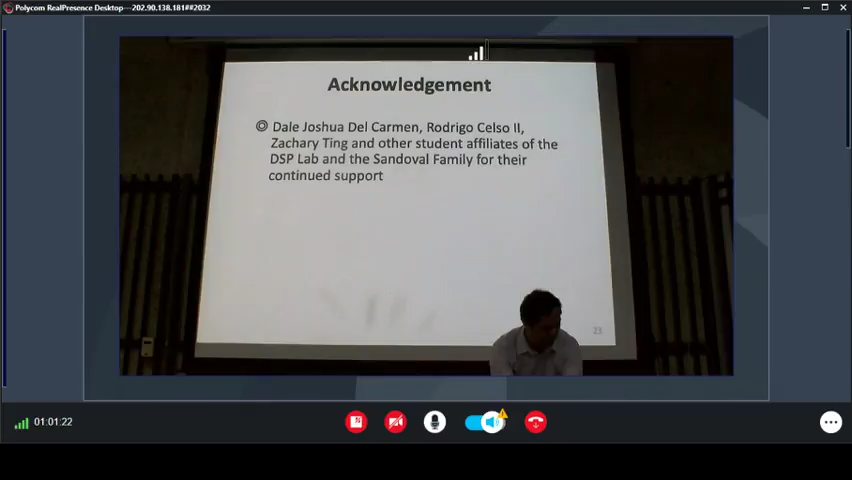 Polycom RealPresence Desktop---202.90.138.181##2032
Acknowledgement
Dale Joshua Del Carmen, Rodrigo Celso II,
Zachary Ting and other student affiliates of the
DSP Lab and the Sandoval Family for their
continued support
23
01:01:22